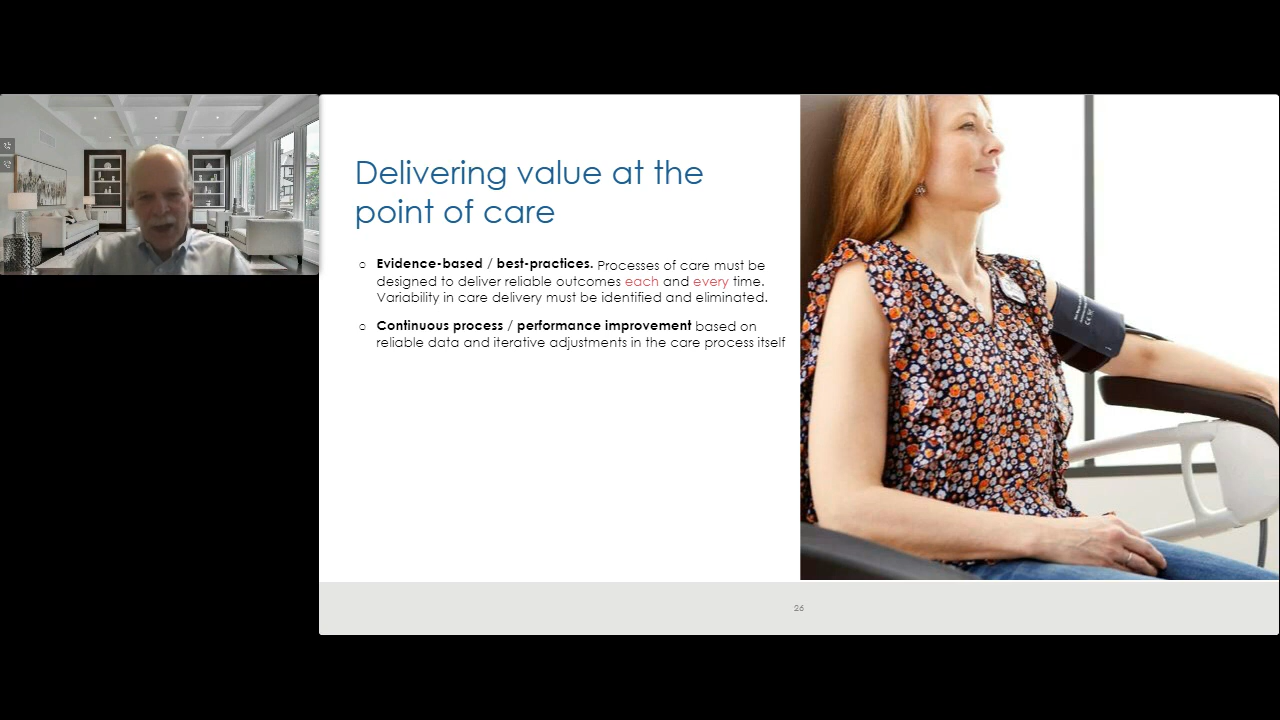 Delivering value at the
point of care
○ Evidence-based / best-practices. Processes of care must be
designed to deliver reliable outcomes each and every time.
Variability in care delivery must be identified and eliminated.
○ Continuous process / performance improvement based on
reliable data and iterative adjustments in the care process itself
26